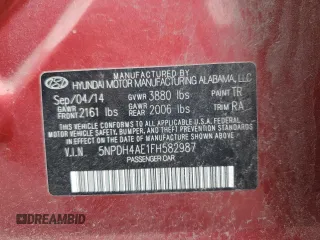 MANUFACTURED BY
HYUNDAI MOTOR MANUFACTURING ALABAMA, LLC
Sep/04/14 GVWR 3880 lbs PAINT TR
GAWR FRONT 2161 lbs GAWR REAR 2006 lbs TRIM RA
THIS VEHICLE CONFORMS TO ALL APPLICABLE U.S. FEDERAL MOTOR
VEHICLE SAFETY, BUMPER, AND THEFT PREVENTION STANDARDS IN
EFFECT ON THE DATE OF MANUFACTURE SHOWN ABOVE.
V.I.N. 5NPDH4AE1FH582987
PASSENGER CAR
© DREAMBID